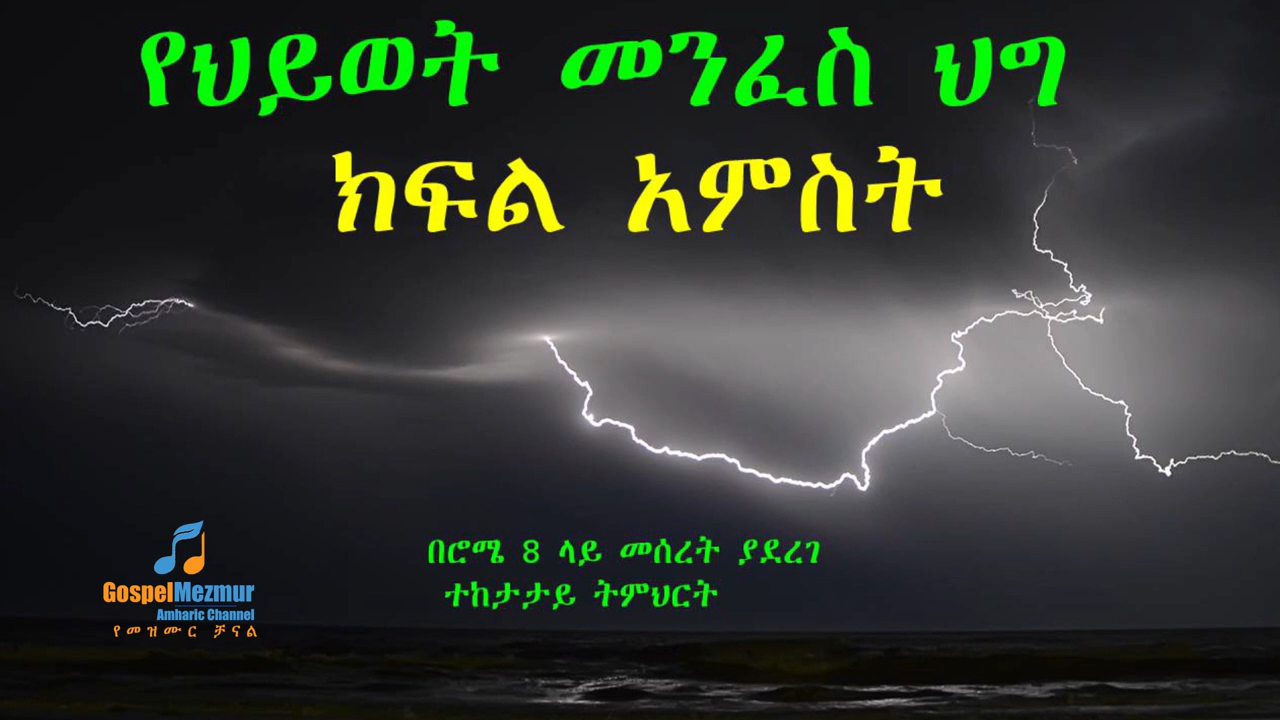 የህይወት መንፈስ ህግ
ክፍል አምስት
በሮሜ 8 ላይ መሰረት ያደረገ
ተከታታይ ትምህርት
GospelMezmur
Amharic Channel
የመዝሙር ቻናል